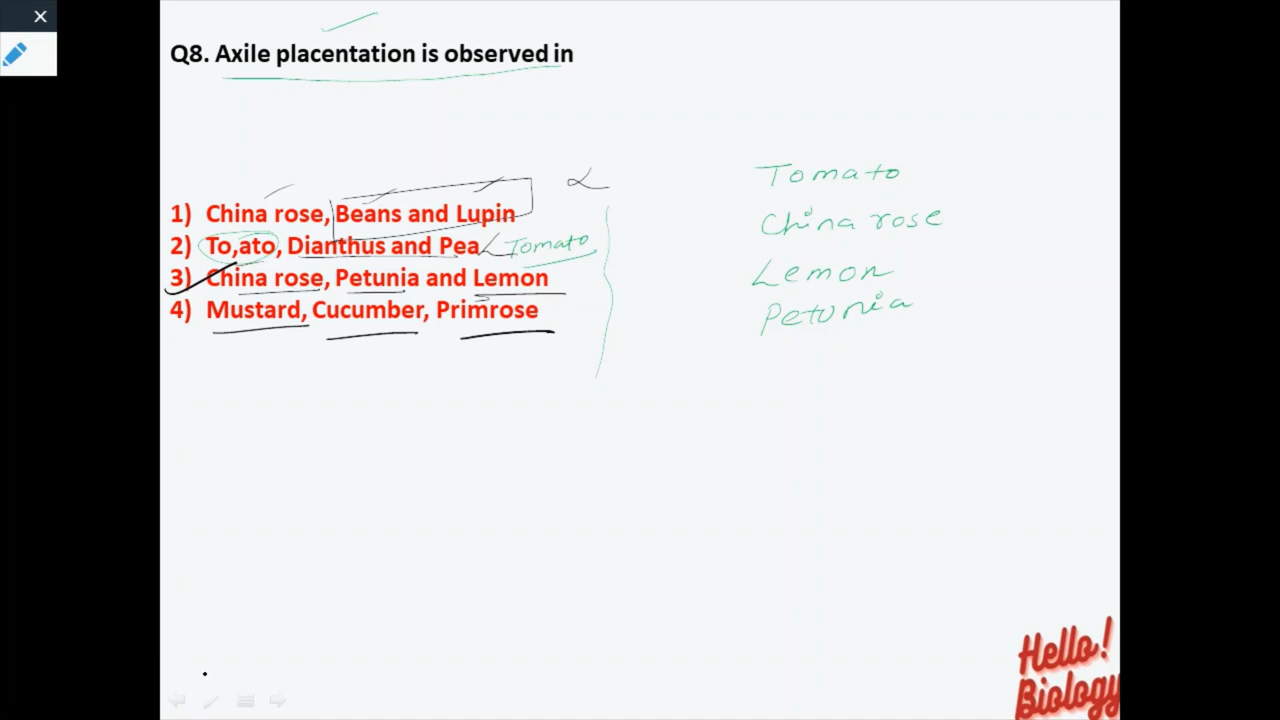 Q8. Axile placentation is observed in
1) China rose, Beans and Lupin
2) To,ato, Dianthus and Pea Tomato
3) China rose, Petunia and Lemon
4) Mustard, Cucumber, Primrose
Tomato
China rose
Lemon
Petunia
Hello!
Biology